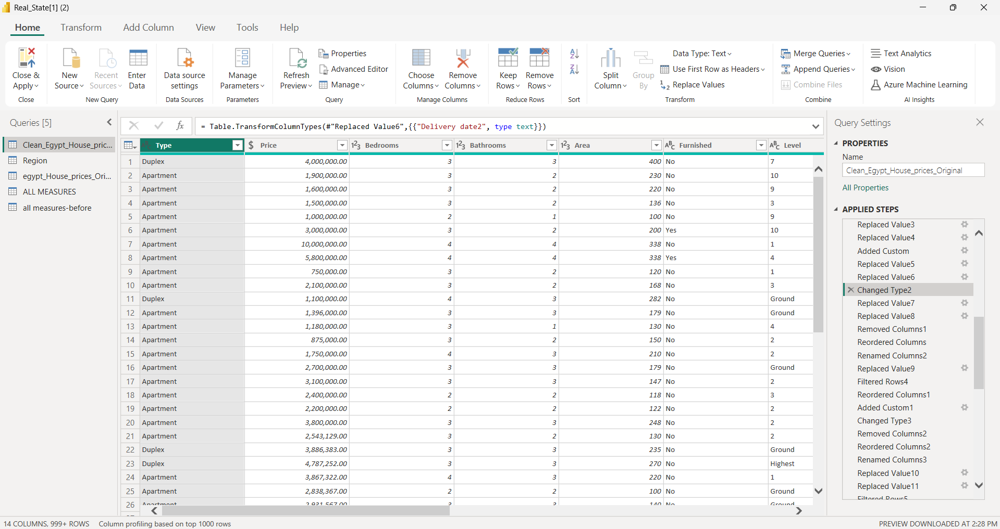 Real_State[1] (2)
Home Transform Add Column View Tools Help
Close & Apply
Close
New Source
Recent Sources
Enter Data
New Query
Data source settings
Data Sources
Manage Parameters
Parameters
Refresh Preview
Properties
Advanced Editor
Manage
Query
Choose Columns
Remove Columns
Manage Columns
Keep Rows
Remove Rows
Reduce Rows
Sort
Split Column
Group By
Data Type: Text
Use First Row as Headers
Replace Values
Transform
Merge Queries
Append Queries
Combine Files
Combine
Text Analytics
Vision
Azure Machine Learning
AI Insights
Queries [5]
Clean_Egypt_House_pric...
Region
egypt_House_prices_Ori...
ALL MEASURES
all measures-before
fx = Table.TransformColumnTypes(#"Replaced Value6",{{"Delivery date2", type text}})
Type $ Price 123 Bedrooms 123 Bathrooms 123 Area ABC Furnished ABC Level
1 Duplex 4,000,000.00 3 3 400 No 7
2 Apartment 1,900,000.00 3 2 230 No 10
3 Apartment 1,600,000.00 3 2 220 No 9
4 Apartment 1,500,000.00 3 2 136 No 3
5 Apartment 1,000,000.00 2 1 100 No 9
6 Apartment 3,000,000.00 3 2 200 Yes 10
7 Apartment 10,000,000.00 4 4 338 No 1
8 Apartment 5,800,000.00 4 4 338 Yes 4
9 Apartment 750,000.00 3 2 120 No 1
10 Apartment 2,100,000.00 3 2 168 No 3
11 Duplex 1,100,000.00 4 3 282 No Ground
12 Apartment 1,396,000.00 3 3 179 No Ground
13 Apartment 1,180,000.00 3 1 130 No 4
14 Apartment 875,000.00 3 2 150 No 2
15 Apartment 1,750,000.00 4 3 210 No 2
16 Apartment 2,700,000.00 3 3 179 No Ground
17 Apartment 3,100,000.00 3 3 147 No 2
18 Apartment 2,400,000.00 2 2 118 No 3
19 Apartment 2,200,000.00 2 2 122 No 2
20 Apartment 3,800,000.00 3 3 248 No 2
21 Apartment 2,543,129.00 3 2 130 No 2
22 Duplex 3,886,383.00 3 3 235 No Ground
23 Duplex 4,787,252.00 3 3 270 No Highest
24 Apartment 3,867,322.00 4 3 220 No 1
25 Apartment 2,838,367.00 2 2 100 No Ground
26 Apartment No Ground
Query Settings
PROPERTIES
Name
Clean_Egypt_House_prices_Original
All Properties
APPLIED STEPS
Replaced Value3
Replaced Value4
Added Custom
Replaced Value5
Replaced Value6
Changed Type2
Replaced Value7
Replaced Value8
Removed Columns1
Reordered Columns
Renamed Columns2
Replaced Value9
Filtered Rows4
Reordered Columns1
Added Custom1
Changed Type3
Removed Columns2
Reordered Columns2
Renamed Columns3
Replaced Value10
Replaced Value11
Filtered Rows5
14 COLUMNS, 999+ ROWS Column profiling based on top 1000 rows
PREVIEW DOWNLOADED AT 2:28 PM